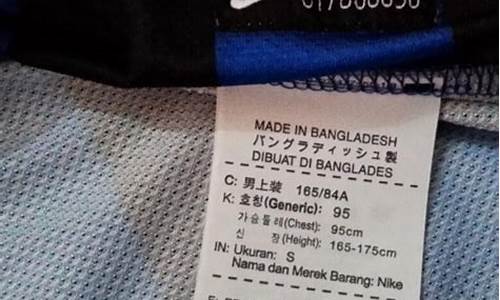 MADE IN BANGLADESH
バングラディッシュ製
DIBUAT DI BANGLADES
C: 男上装 165/84A
K: 호칭(Generic): 95
가슴둘레(Chest): 95cm
신 장(Height): 165-175cm
IN: Ukuran: S
Nama dan Merek Barang: Nike